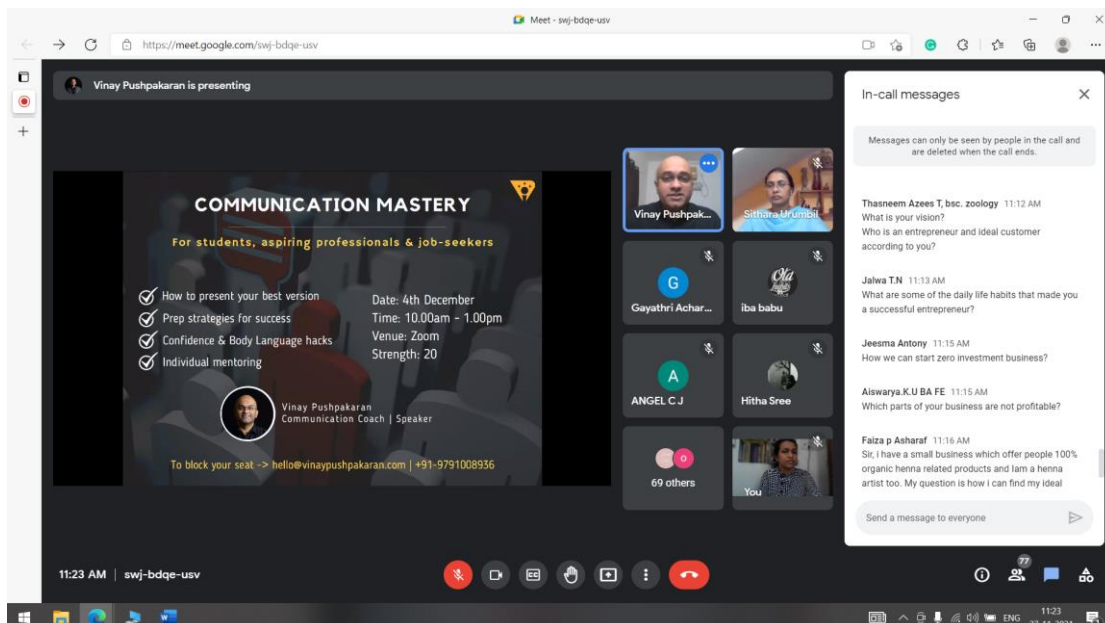 Meet - swj-bdqe-usv
https://meet.google.com/swj-bdqe-usv
Vinay Pushpakaran is presenting
COMMUNICATION MASTERY
For students, aspiring professionals & job-seekers
How to present your best version
Prep strategies for success
Confidence & Body Language hacks
Individual mentoring
Date: 4th December
Time: 10.00am - 1.00pm
Venue: Zoom
Strength: 20
Vinay Pushpakaran
Communication Coach | Speaker
To block your seat -> hello@vinaypushpakaran.com | +91-9791008936
Vinay Pushpak...
Sithara Urumbil
G
Gayathri Achar...
Old
iba babu
A
ANGEL C J
Hitha Sree
O
69 others
You
In-call messages
Messages can only be seen by people in the call and
are deleted when the call ends.
Thasneem Azees T, bsc. zoology 11:12 AM
What is your vision?
Who is an entrepreneur and ideal customer
according to you?
Jalwa T.N 11:13 AM
What are some of the daily life habits that made you
a successful entrepreneur?
Jeesma Antony 11:15 AM
How we can start zero investment business?
Aiswarya.K.U BA FE 11:15 AM
Which parts of your business are not profitable?
Faiza p Asharaf 11:16 AM
Sir, i have a small business which offer people 100%
organic henna related products and Iam a henna
artist too. My question is how i can find my ideal
Send a message to everyone
11:23 AM | swj-bdqe-usv
77
ENG
11:23